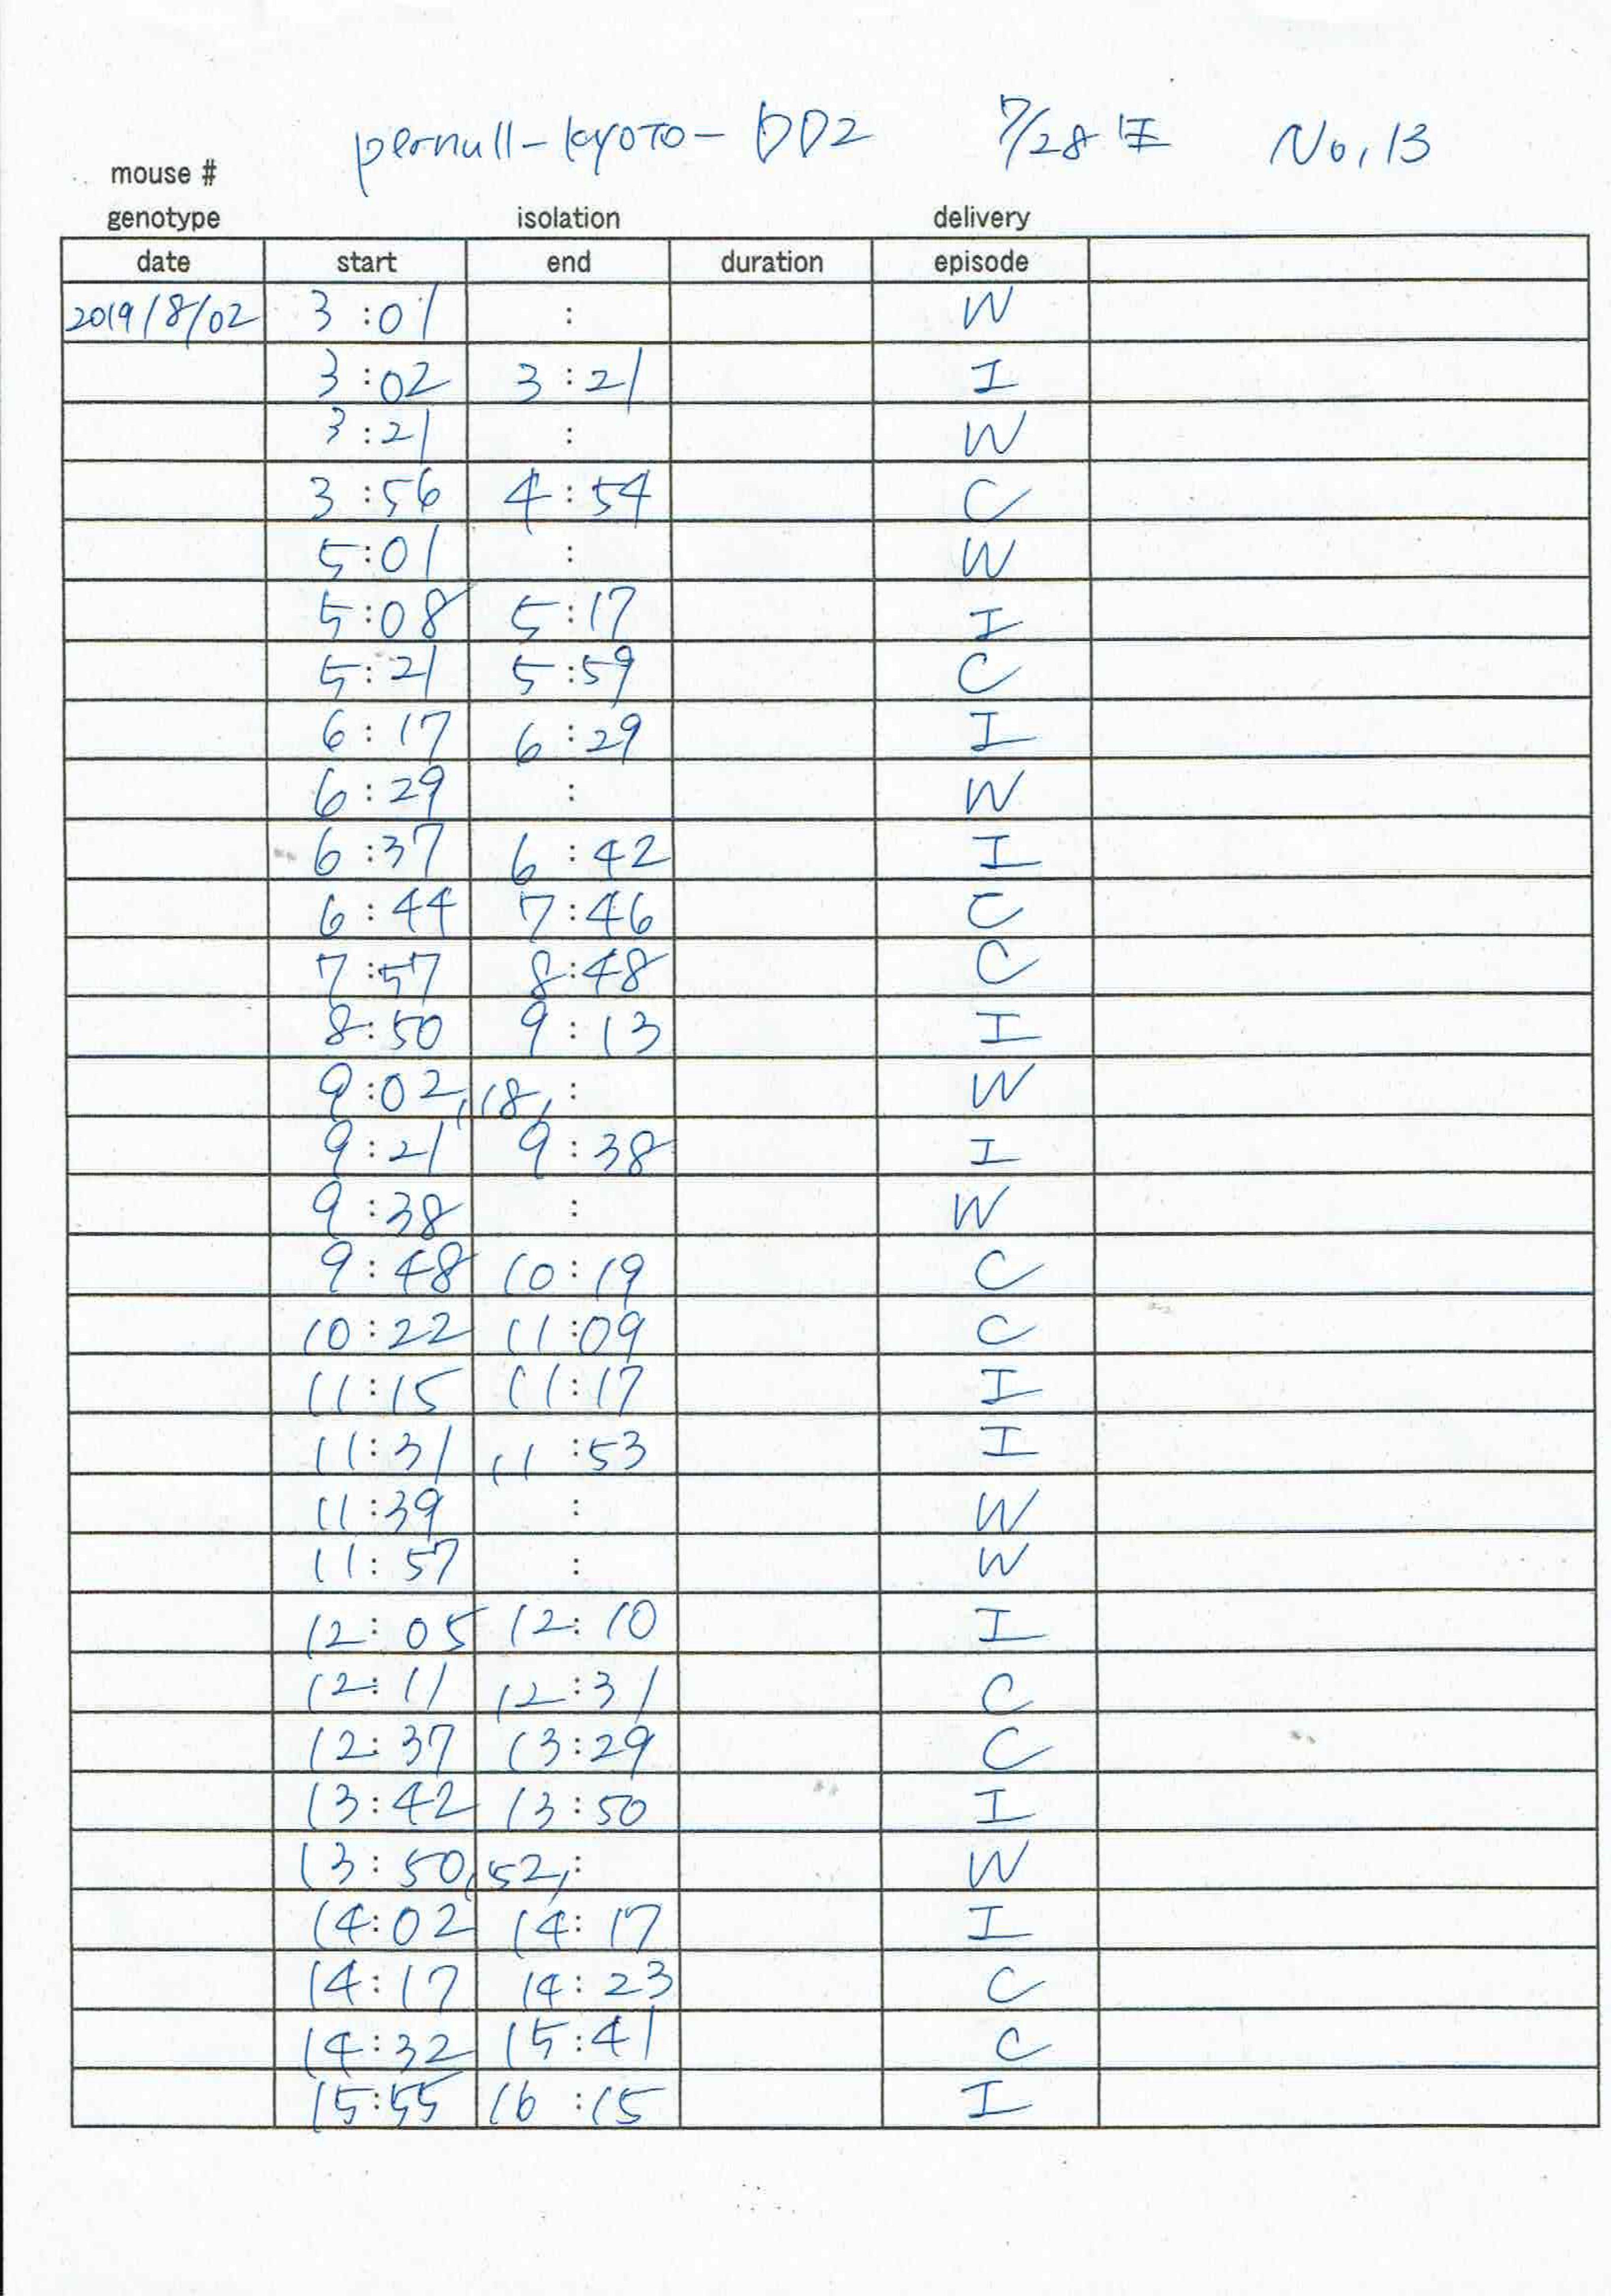 pernull-kyoto-DD2 7/28 No.13
mouse #
genotype isolation delivery
date start end duration episode
2019/8/02 3:01 : W
3:02 3:21 I
3:21 : W
3:56 4:54 C
5:01 : W
5:08 5:17 I
5:21 5:59 C
6:17 6:29 I
6:29 : W
6:37 6:42 I
6:44 7:46 C
7:57 8:48 C
8:50 9:13 I
9:02,18, : W
9:21 9:38 I
9:38 : W
9:48 10:19 C
10:22 11:09 C
11:15 11:17 I
11:31 11:53 I
11:39 : W
11:57 : W
12:05 12:10 I
12:11 12:31 C
12:37 13:29 C
13:42 13:50 I
13:50,52, : W
14:02 14:17 I
14:17 14:23 C
14:32 15:41 C
15:55 16:15 I